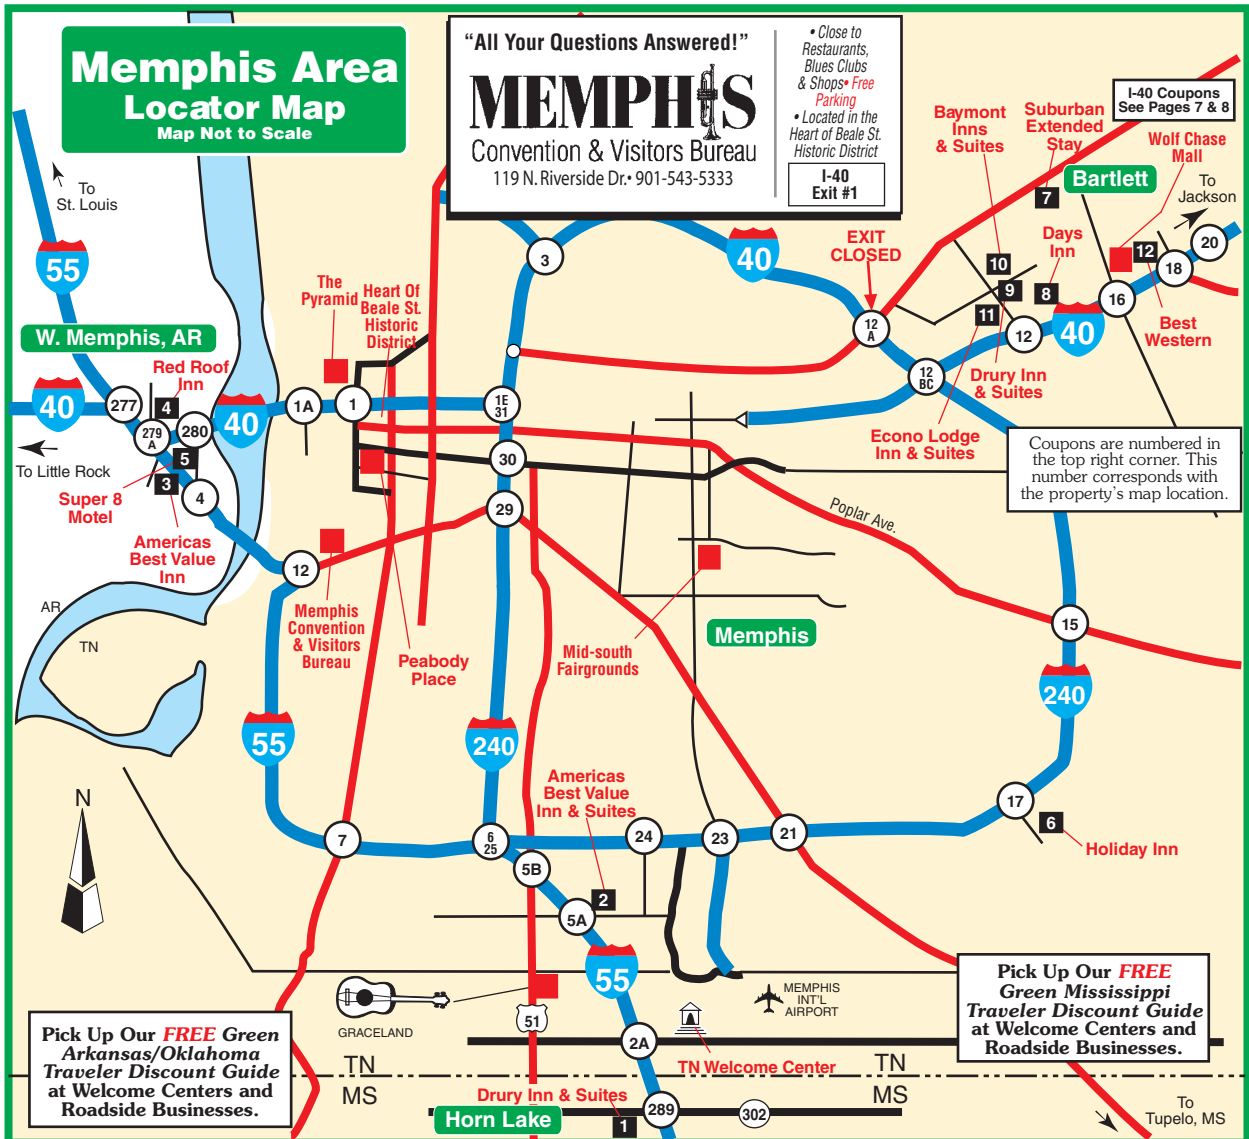 Memphis Area
Locator Map
Map Not to Scale
“All Your Questions Answered!”
MEMPHIS
Convention & Visitors Bureau
119 N. Riverside Dr.• 901-543-5333
• Close to
Restaurants,
Blues Clubs
& Shops• Free
Parking
• Located in the
Heart of Beale St.
Historic District
I-40
Exit #1
I-40 Coupons
See Pages 7 & 8
Baymont
Inns
& Suites
Suburban
Extended
Stay
Wolf Chase
Mall
7
Bartlett
To
Jackson
To
St. Louis
55
40
3
EXIT
CLOSED
Days
Inn
10
9
8
11
12
18
20
16
12
A
12
40
Best
Western
12
BC
Drury Inn
& Suites
Econo Lodge
Inn & Suites
W. Memphis, AR
Red Roof
Inn
40
277
4
279
A
280
40
5
3
4
To Little Rock
Super 8
Motel
Americas
Best Value
Inn
The
Pyramid
Heart Of
Beale St.
Historic
District
1A
1
1E
31
30
29
12
Coupons are numbered in
the top right corner. This
number corresponds with
the property's map location.
Poplar Ave.
AR
TN
Memphis
Convention
& Visitors
Bureau
Peabody
Place
Mid-south
Fairgrounds
Memphis
15
240
55
240
Americas
Best Value
Inn & Suites
N
7
6
25
24
23
21
17
6
Holiday Inn
5B
2
5A
55
GRACELAND
51
MEMPHIS
INT'L
AIRPORT
2A
TN Welcome Center
TN
MS
TN
MS
Drury Inn & Suites
Horn Lake
1
289
302
Pick Up Our FREE Green
Arkansas/Oklahoma
Traveler Discount Guide
at Welcome Centers and
Roadside Businesses.
Pick Up Our FREE
Green Mississippi
Traveler Discount Guide
at Welcome Centers and
Roadside Businesses.
To
Tupelo, MS